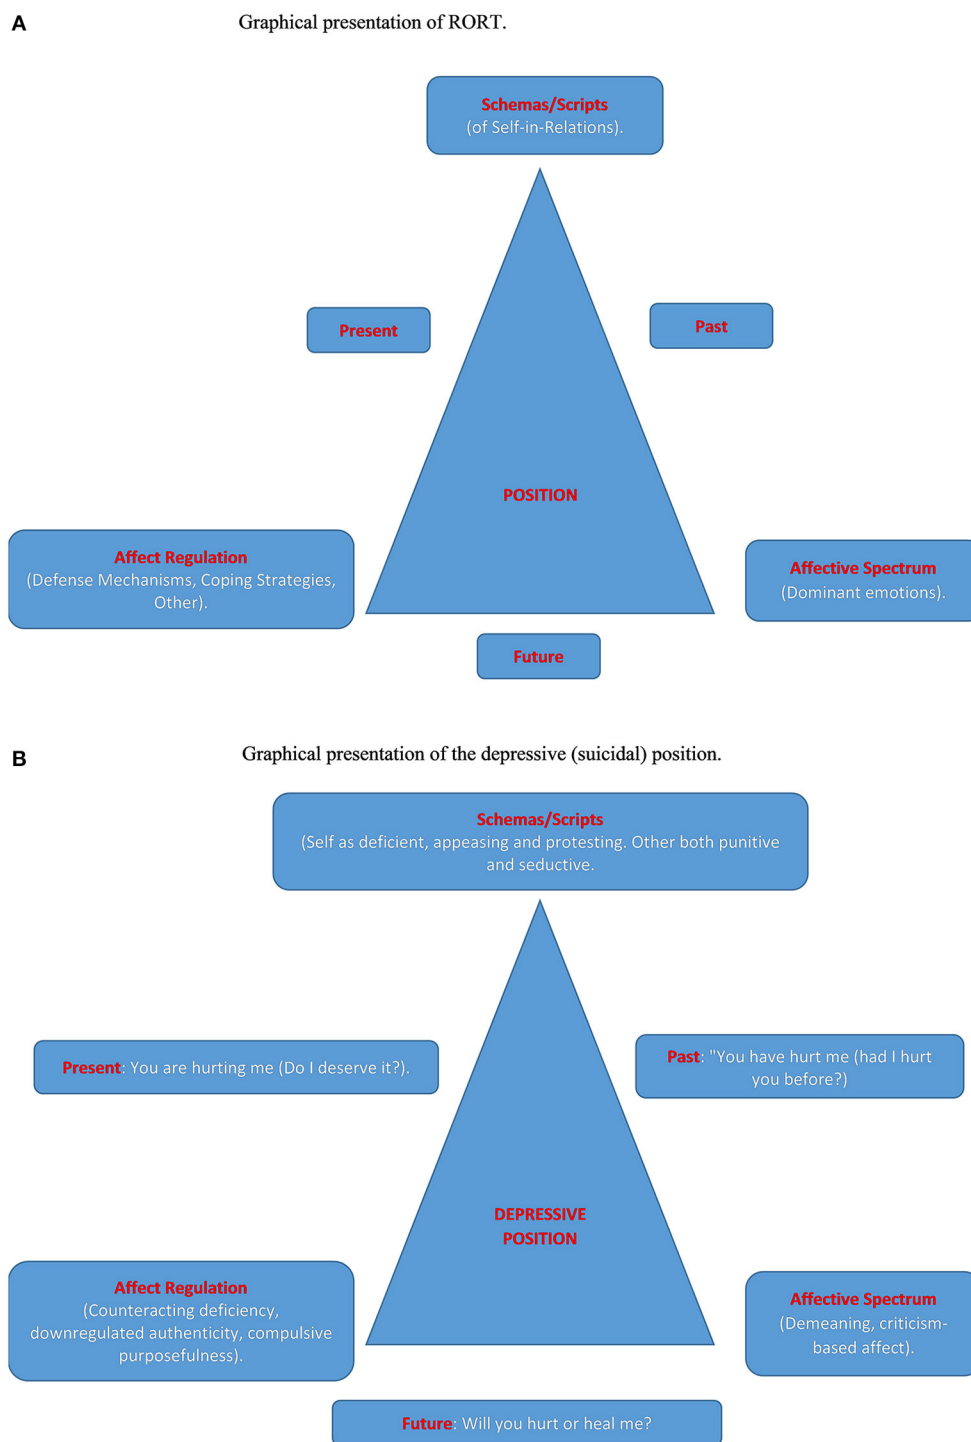 A
Graphical presentation of RORT.
Schemas/Scripts
(of Self-in-Relations).
Present
Past
POSITION
Affect Regulation
(Defense Mechanisms, Coping Strategies,
Other).
Affective Spectrum
(Dominant emotions).
Future
B
Graphical presentation of the depressive (suicidal) position.
Schemas/Scripts
(Self as deficient, appeasing and protesting. Other both punitive
and seductive.
Present: You are hurting me (Do I deserve it?).
Past: "You have hurt me (had I hurt
you before?)
DEPRESSIVE
POSITION
Affect Regulation
(Counteracting deficiency,
downregulated authenticity, compulsive
purposefulness).
Affective Spectrum
(Demeaning, criticism-
based affect).
Future: Will you hurt or heal me?